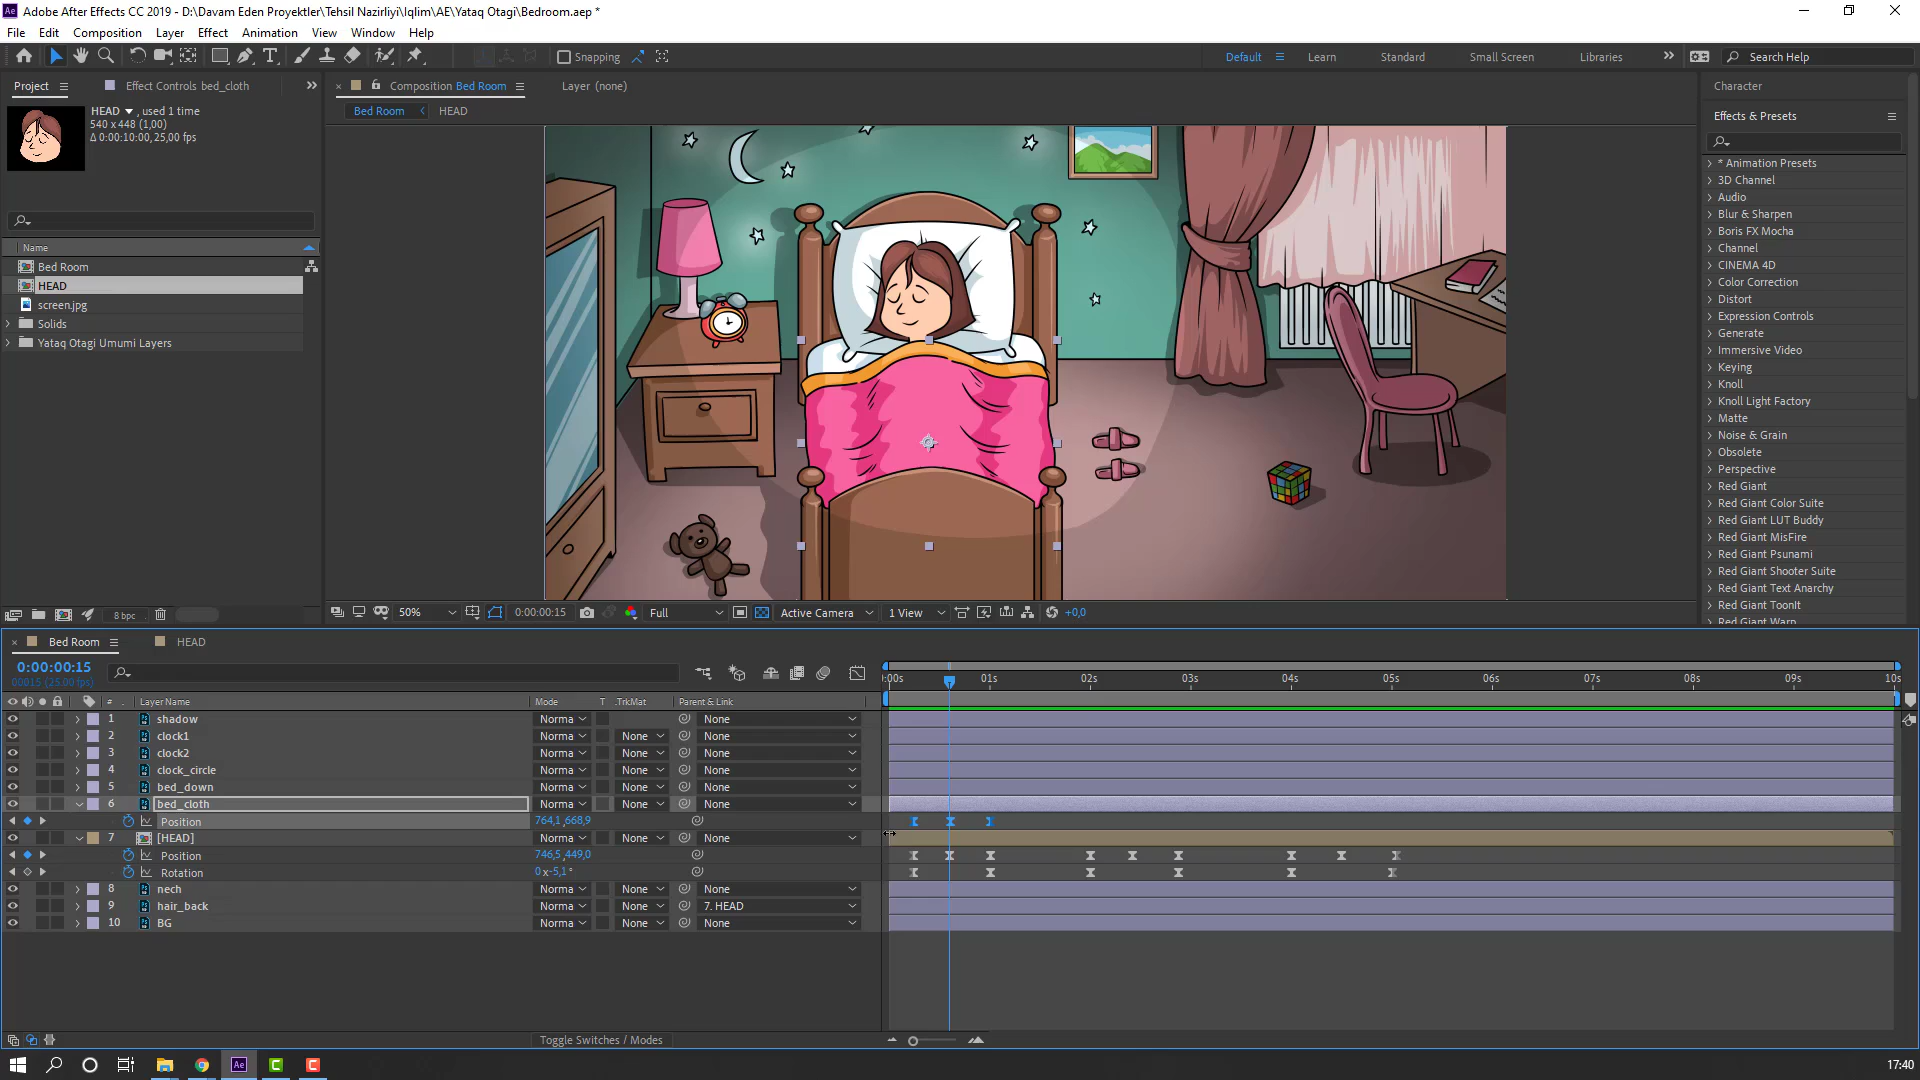 Adobe After Effects CC 2019 - D:\Davam Eden Proyektler\Tehsil Nazirliyi\Iqlim\AE\Yataq Otagi\Bedroom.aep *
File Edit Composition Layer Effect Animation View Window Help
Snapping Default Learn Standard Small Screen Libraries Search Help
Project Effect Controls bed_cloth
Composition Bed Room Layer (none)
Bed Room HEAD
HEAD , used 1 time
540 x 448 (1,00)
Δ 0:00:10:00, 25,00 fps
Name
Bed Room
HEAD
screen.jpg
Solids
Yataq Otagi Umumi Layers
8 bpc
50% 0:00:00:15 Full Active Camera 1 View +0,0
Character
Effects & Presets
* Animation Presets
3D Channel
Audio
Blur & Sharpen
Boris FX Mocha
Channel
CINEMA 4D
Color Correction
Distort
Expression Controls
Generate
Immersive Video
Keying
Knoll
Knoll Light Factory
Matte
Noise & Grain
Obsolete
Perspective
Red Giant
Red Giant Color Suite
Red Giant LUT Buddy
Red Giant MisFire
Red Giant Psunami
Red Giant Shooter Suite
Red Giant Text Anarchy
Red Giant ToonIt
Red Giant Warp
Bed Room HEAD
0:00:00:15
00015 (25.00 fps)
:00s 01s 02s 03s 04s 05s 06s 07s 08s 09s 10s
# Layer Name Mode T .TrkMat Parent & Link
1 shadow Norma None
2 clock1 Norma None None
3 clock2 Norma None None
4 clock_circle Norma None None
5 bed_down Norma None None
6 bed_cloth Norma None None
Position 764,1,668,9
7 [HEAD] Norma None None
Position 746,5,449,0
Rotation 0x-5,1°
8 nech Norma None None
9 hair_back Norma None 7. HEAD
10 BG Norma None None
Toggle Switches / Modes
Ae 17:40